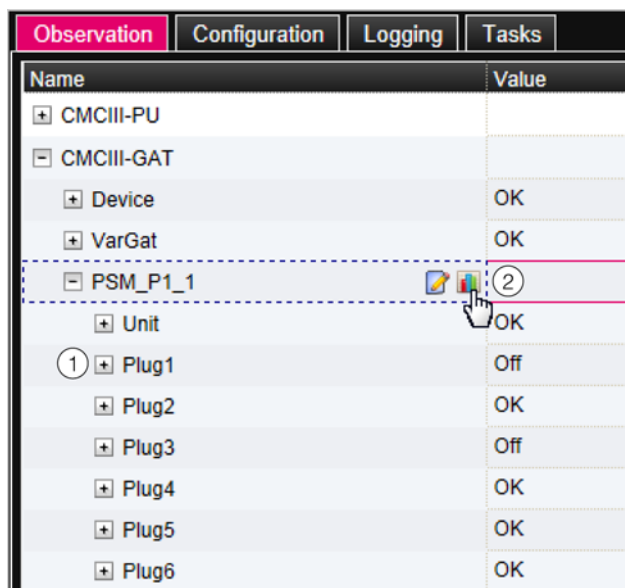 Observation Configuration Logging Tasks
Name Value
CMCIII-PU
CMCIII-GAT
Device OK
VarGat OK
PSM_P1_1 2
Unit OK
1 Plug1 Off
Plug2 OK
Plug3 Off
Plug4 OK
Plug5 OK
Plug6 OK